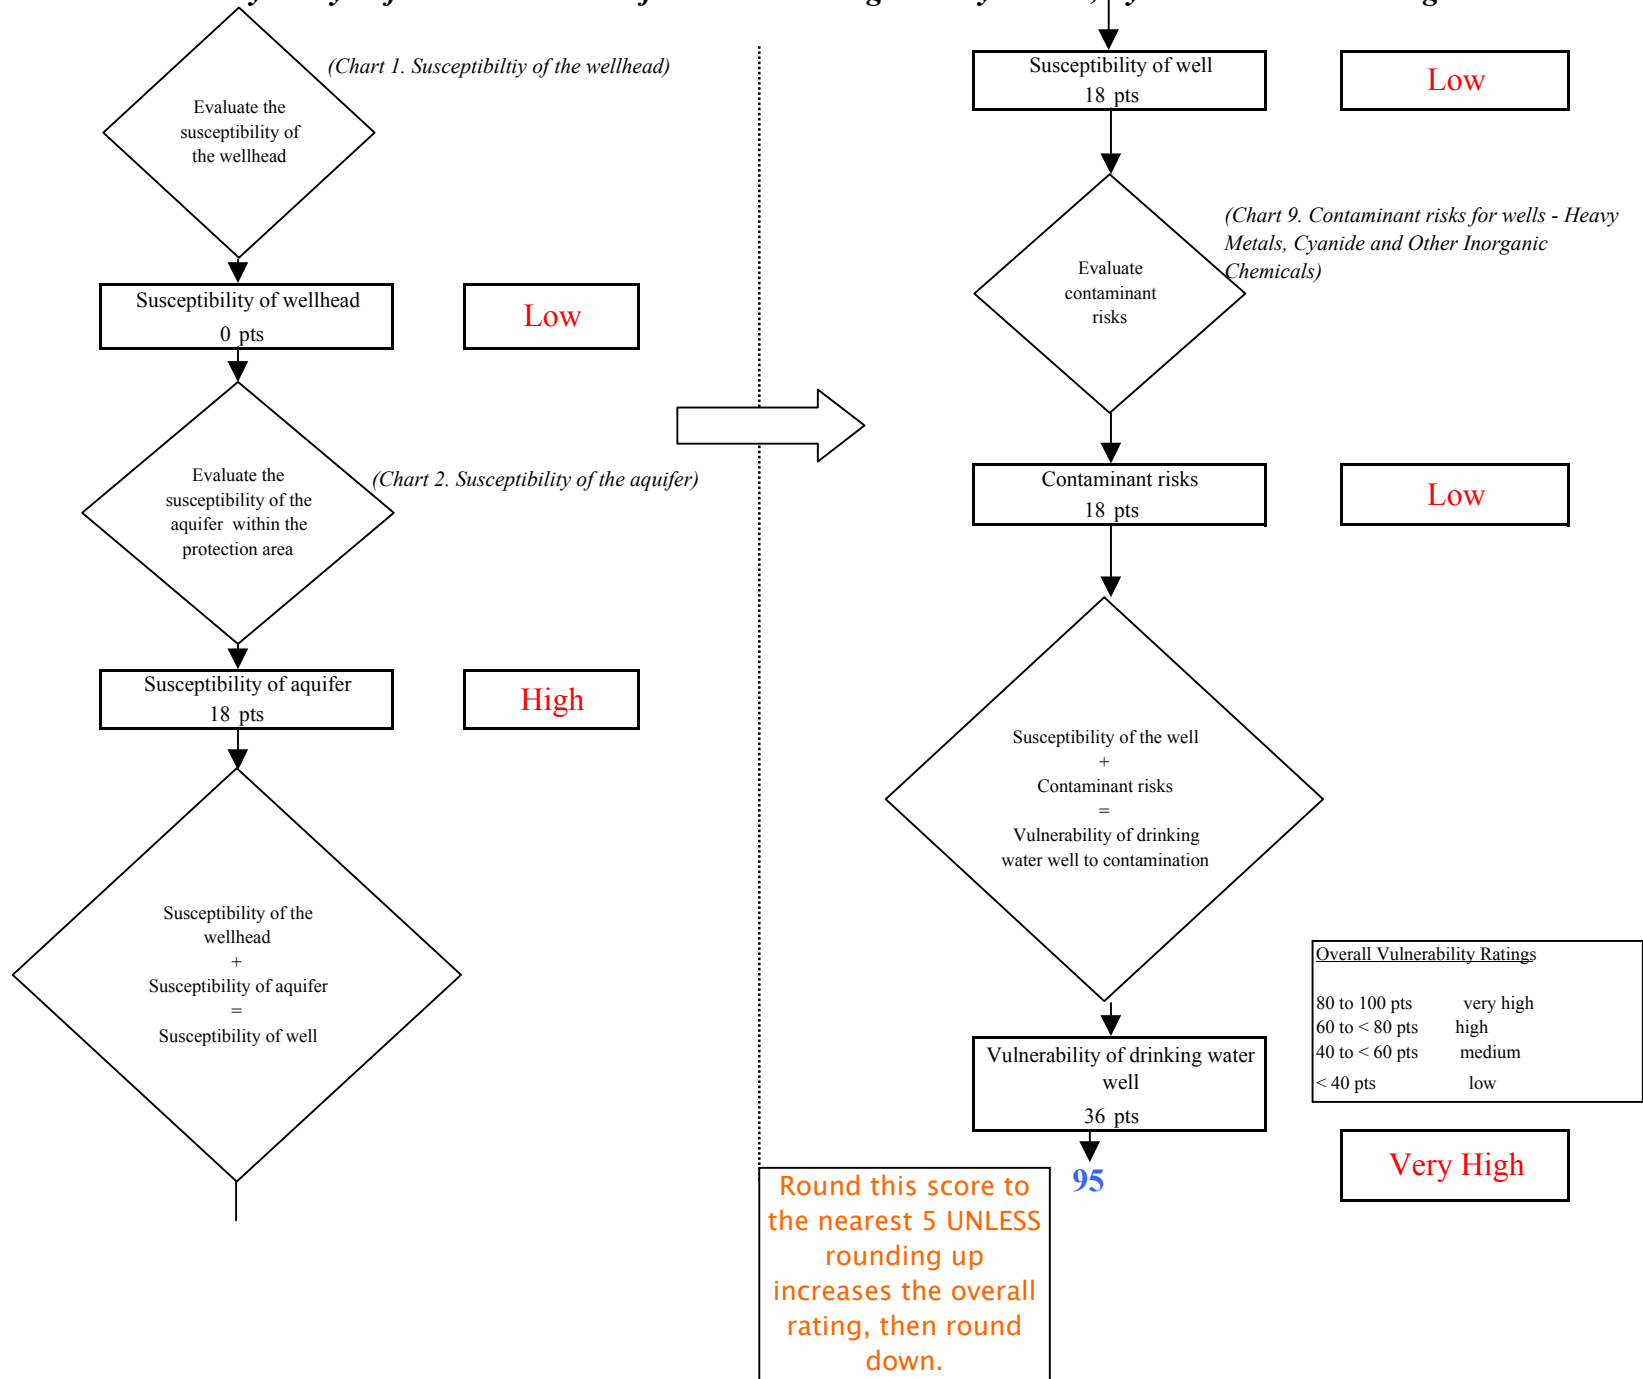 (Chart 1. Susceptibiltiy of the wellhead)
Evaluate the
susceptibility of
the wellhead
Susceptibility of wellhead
0 pts
Low
Evaluate the
susceptibility of the
aquifer within the
protection area
(Chart 2. Susceptibility of the aquifer)
Susceptibility of aquifer
18 pts
High
Susceptibility of the
wellhead
+
Susceptibility of aquifer
=
Susceptibility of well
Susceptibility of well
18 pts
Low
(Chart 9. Contaminant risks for wells - Heavy
Metals, Cyanide and Other Inorganic
Chemicals)
Evaluate
contaminant
risks
Contaminant risks
18 pts
Low
Susceptibility of the well
+
Contaminant risks
=
Vulnerability of drinking
water well to contamination
Overall Vulnerability Ratings
80 to 100 pts very high
60 to < 80 pts high
40 to < 60 pts medium
< 40 pts low
Vulnerability of drinking water
well
36 pts
95
Very High
Round this score to
the nearest 5 UNLESS
rounding up
increases the overall
rating, then round
down.